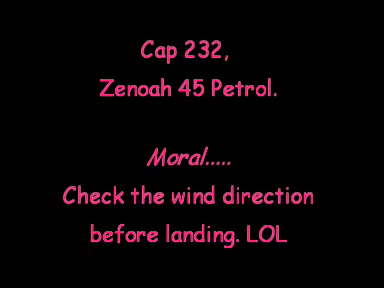 Cap 232,
Zenoah 45 Petrol.
Moral.....
Check the wind direction
before landing. LOL